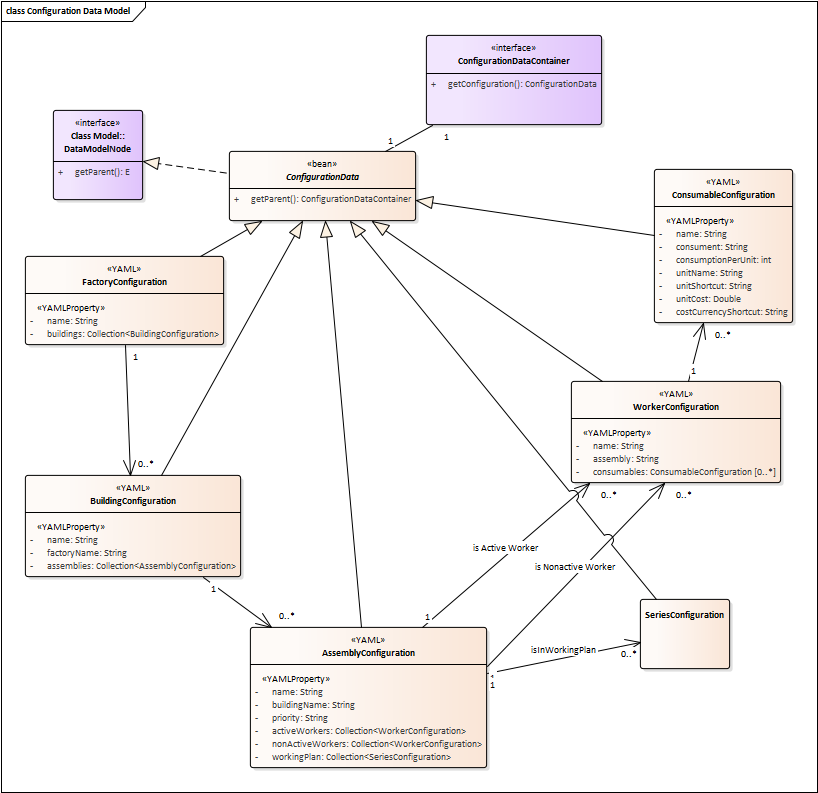 class Configuration Data Model
«interface»
ConfigurationDataContainer
+ getConfiguration(): ConfigurationData
1
1
«interface»
Class Model::
DataModelNode
+ getParent(): E
«bean»
ConfigurationData
+ getParent(): ConfigurationDataContainer
«YAML»
ConsumableConfiguration
«YAMLProperty»
- name: String
- consument: String
- consumptionPerUnit: int
- unitName: String
- unitShortcut: String
- unitCost: Double
- costCurrencyShortcut: String
«YAML»
FactoryConfiguration
«YAMLProperty»
- name: String
- buildings: Collection<BuildingConfiguration>
1
0..*
0..*
1
«YAML»
WorkerConfiguration
«YAMLProperty»
- name: String
- assembly: String
- consumables: ConsumableConfiguration [0..*]
0..*
0..*
«YAML»
BuildingConfiguration
«YAMLProperty»
- name: String
- factoryName: String
- assemblies: Collection<AssemblyConfiguration>
1
0..*
is Active Worker
is Nonactive Worker
1
SeriesConfiguration
isInWorkingPlan
0..*
1
1
«YAML»
AssemblyConfiguration
«YAMLProperty»
- name: String
- buildingName: String
- priority: String
- activeWorkers: Collection<WorkerConfiguration>
- nonActiveWorkers: Collection<WorkerConfiguration>
- workingPlan: Collection<SeriesConfiguration>